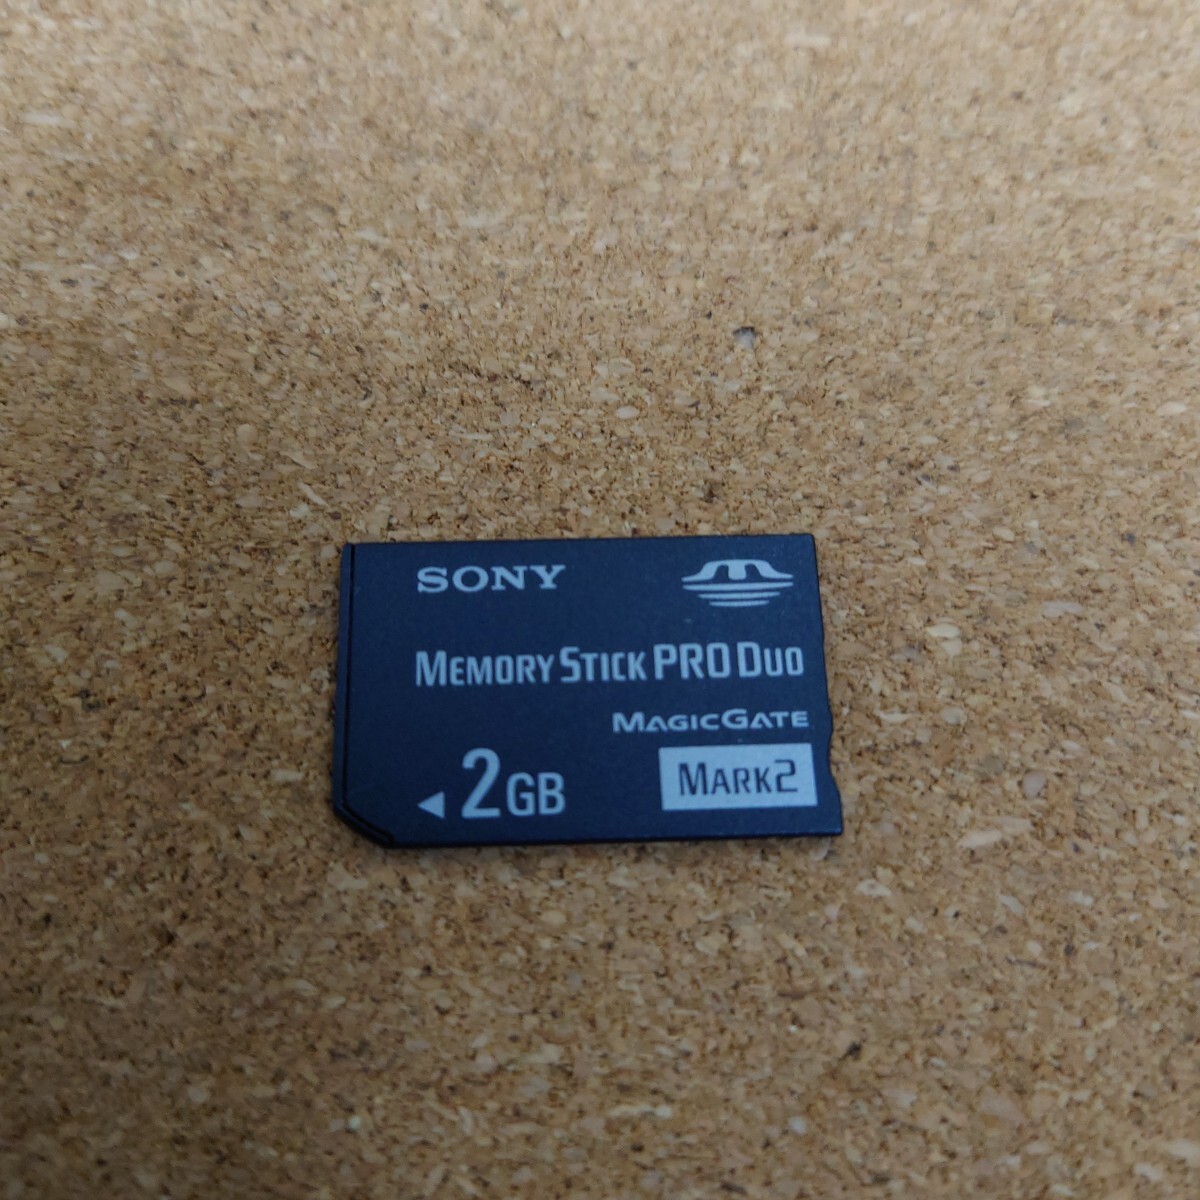 SONY
MEMORY STICK PRO DUO
MAGICGATE
2GB
MARK2